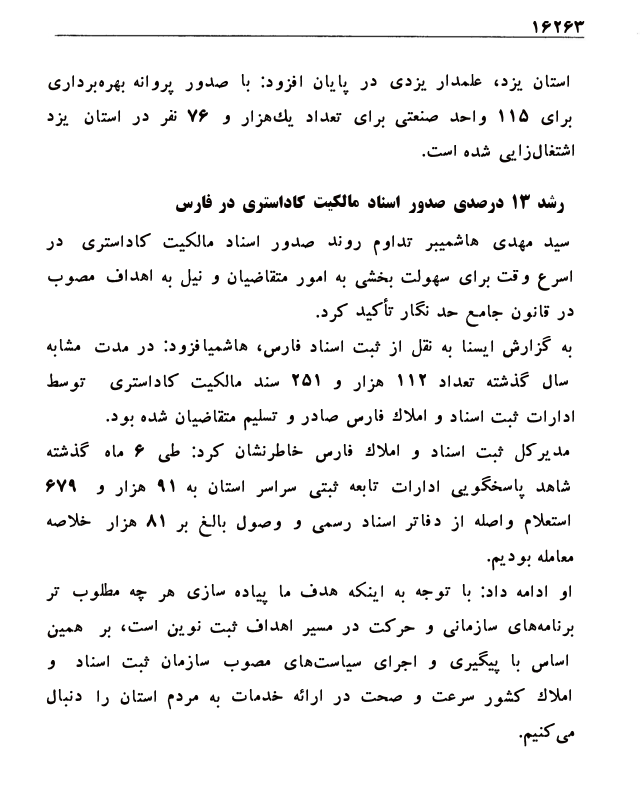 ۱۶۲۶۳
استان یزد، علمدار یزدی در پایان افزود: با صدور پروانه بهره‌برداری
برای ۱۱۵ واحد صنعتی برای تعداد یك‌هزار و ۷۶ نفر در استان یزد
اشتغال‌زایی شده است.
رشد ۱۳ درصدی صدور اسناد مالکیت کاداستری در فارس
سید مهدی هاشمیبر تداوم روند صدور اسناد مالکیت کاداستری در
اسرع وقت برای سهولت بخشی به امور متقاضیان و نیل به اهداف مصوب
در قانون جامع حد نگار تأکید کرد.
به گزارش ایسنا به نقل از ثبت اسناد فارس، هاشمیافزود: در مدت مشابه
سال گذشته تعداد ۱۱۲ هزار و ۲۵۱ سند مالکیت کاداستری توسط
ادارات ثبت اسناد و املاك فارس صادر و تسلیم متقاضیان شده بود.
مدیرکل ثبت اسناد و املاك فارس خاطرنشان کرد: طی ۶ ماه گذشته
شاهد پاسخگویی ادارات تابعه ثبتی سراسر استان به ۹۱ هزار و ۶۷۹
استعلام واصله از دفاتر اسناد رسمی و وصول بالغ بر ۸۱ هزار خلاصه
معامله بودیم.
او ادامه داد: با توجه به اینکه هدف ما پیاده سازی هر چه مطلوب تر
برنامه‌های سازمانی و حرکت در مسیر اهداف ثبت نوین است، بر همین
اساس با پیگیری و اجرای سیاست‌های مصوب سازمان ثبت اسناد و
املاك کشور سرعت و صحت در ارائه خدمات به مردم استان را دنبال
می‌کنیم.